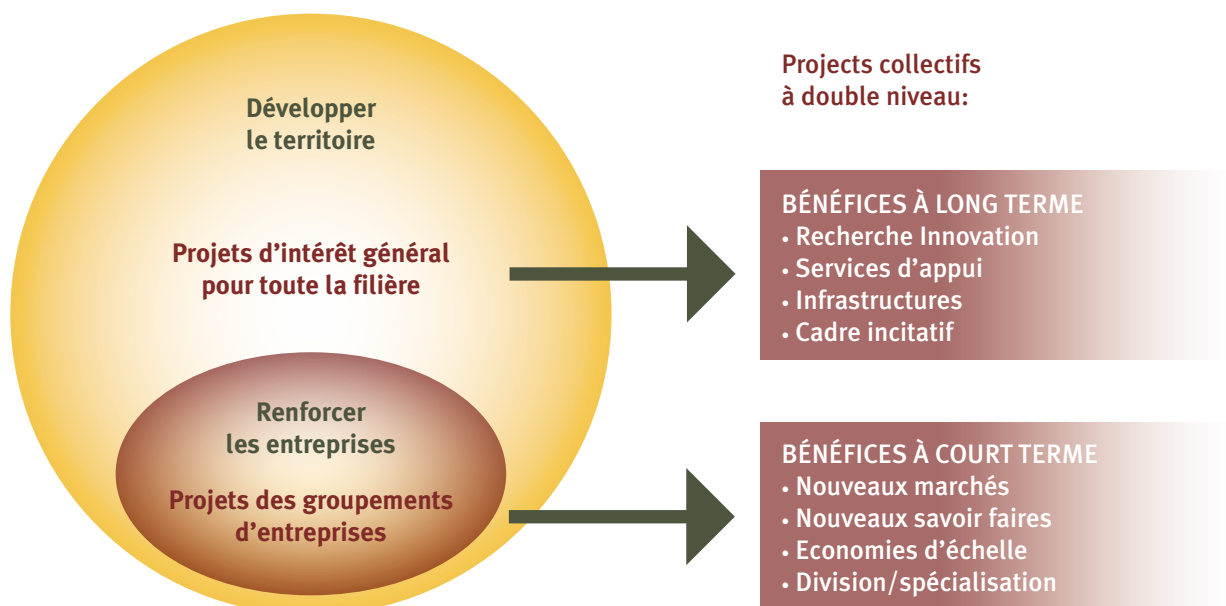 Développer
le territoire
Projets d'intérêt général
pour toute la filière
Renforcer
les entreprises
Projets des groupements
d'entreprises
Projects collectifs
à double niveau:
BÉNÉFICES À LONG TERME
• Recherche Innovation
• Services d'appui
• Infrastructures
• Cadre incitatif
BÉNÉFICES À COURT TERME
• Nouveaux marchés
• Nouveaux savoir faires
• Economies d'échelle
• Division/spécialisation